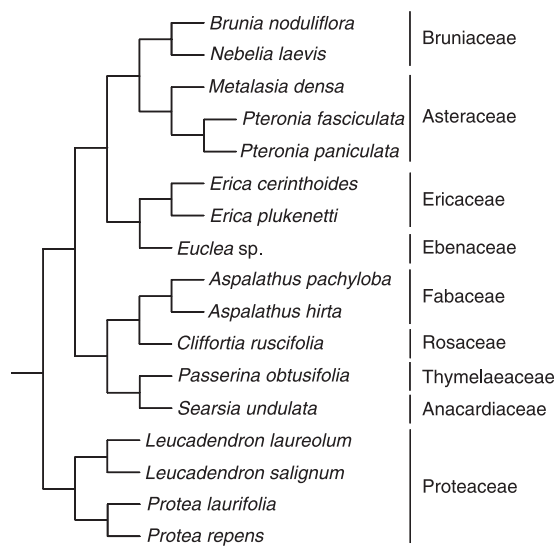 Brunia noduliflora
Nebelia laevis
Bruniaceae
Metalasia densa
Pteronia fasciculata
Pteronia paniculata
Asteraceae
Erica cerinthoides
Erica plukenetti
Ericaceae
Euclea sp.
Ebenaceae
Aspalathus pachyloba
Aspalathus hirta
Fabaceae
Cliffortia ruscifolia
Rosaceae
Passerina obtusifolia
Thymelaeaceae
Searsia undulata
Anacardiaceae
Leucadendron laureolum
Leucadendron salignum
Protea laurifolia
Protea repens
Proteaceae